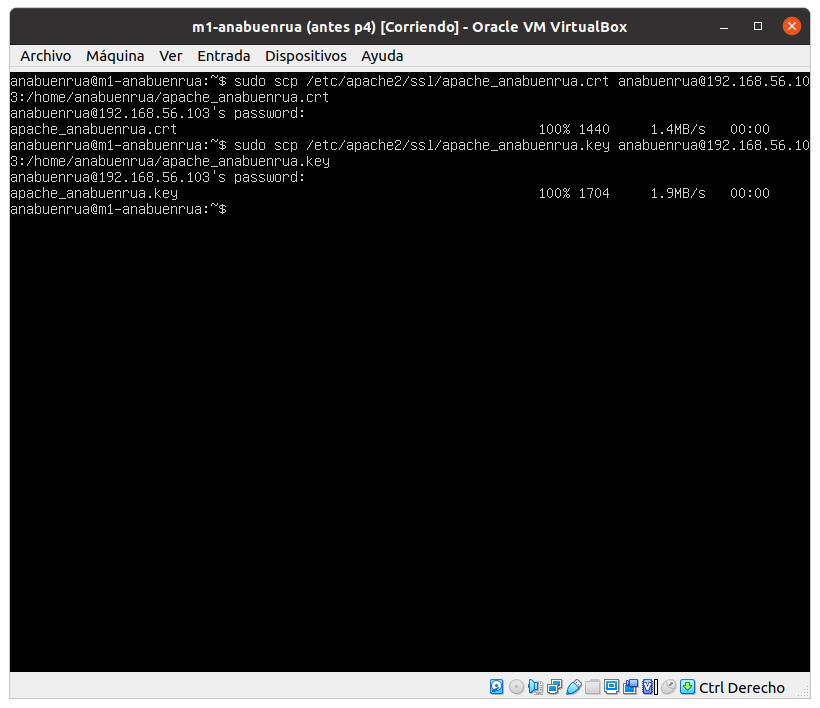 m1-anabuenrua (antes p4) [Corriendo] - Oracle VM VirtualBox
Archivo Máquina Ver Entrada Dispositivos Ayuda
anabuenrua@m1-anabuenrua:~$ sudo scp /etc/apache2/ssl/apache_anabuenrua.crt anabuenrua@192.168.56.10
3:/home/anabuenrua/apache_anabuenrua.crt
anabuenrua@192.168.56.103's password:
apache_anabuenrua.crt 100% 1440 1.4MB/s 00:00
anabuenrua@m1-anabuenrua:~$ sudo scp /etc/apache2/ssl/apache_anabuenrua.key anabuenrua@192.168.56.10
3:/home/anabuenrua/apache_anabuenrua.key
anabuenrua@192.168.56.103's password:
apache_anabuenrua.key 100% 1704 1.9MB/s 00:00
anabuenrua@m1-anabuenrua:~$
Ctrl Derecho